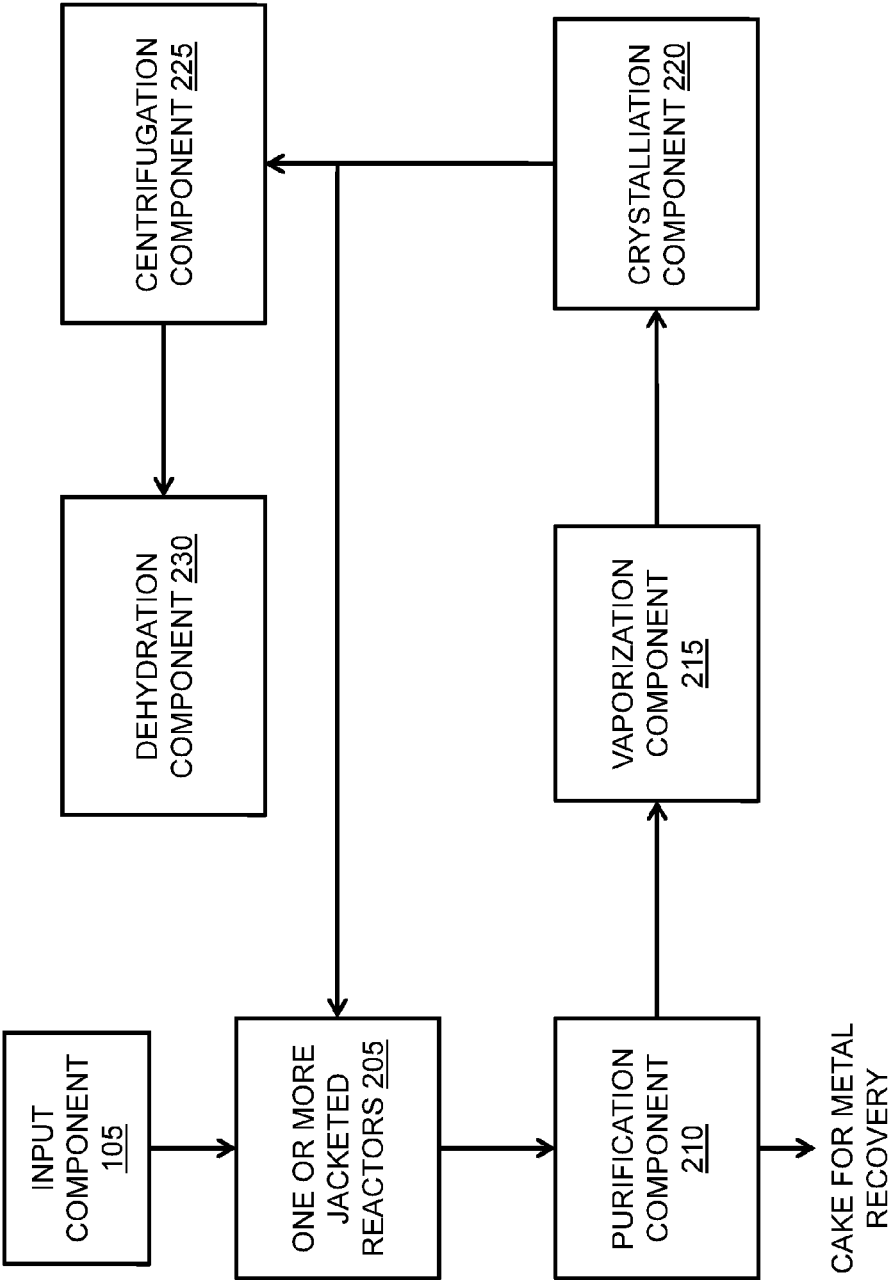 INPUT
COMPONENT
105
ONE OR MORE
JACKETED
REACTORS 205
PURIFICATION
COMPONENT
210
CAKE FOR METAL
RECOVERY
VAPORIZATION
COMPONENT
215
CRYSTALLIATION
COMPONENT 220
CENTRIFUGATION
COMPONENT 225
DEHYDRATION
COMPONENT 230